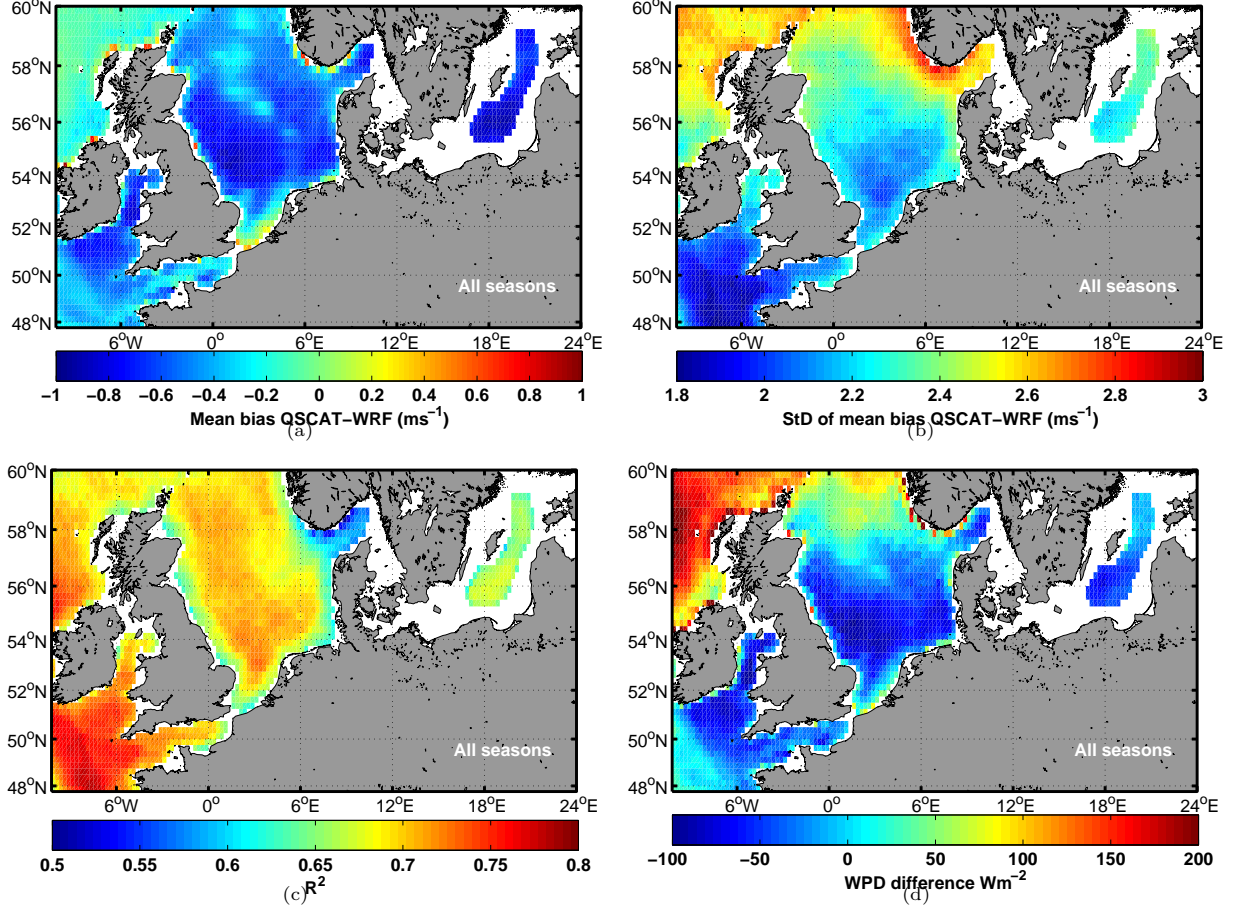 60°N
58°N
56°N
54°N
52°N
50°N
48°N
6°W
0°
6°E
12°E
18°E
24°E
All seasons
−1 −0.8 −0.6 −0.4 −0.2 0 0.2 0.4 0.6 0.8 1
Mean bias QSCAT−WRF (ms⁻¹)
(a)
60°N
58°N
56°N
54°N
52°N
50°N
48°N
6°W
0°
6°E
12°E
18°E
24°E
All seasons
1.8 2 2.2 2.4 2.6 2.8 3
StD of mean bias QSCAT−WRF (ms⁻¹)
(b)
60°N
58°N
56°N
54°N
52°N
50°N
48°N
6°W
0°
6°E
12°E
18°E
24°E
All seasons
0.5 0.55 0.6 0.65 0.7 0.75 0.8
R²
(c)
60°N
58°N
56°N
54°N
52°N
50°N
48°N
6°W
0°
6°E
12°E
18°E
24°E
All seasons
−100 −50 0 50 100 150 200
WPD difference Wm⁻²
(d)